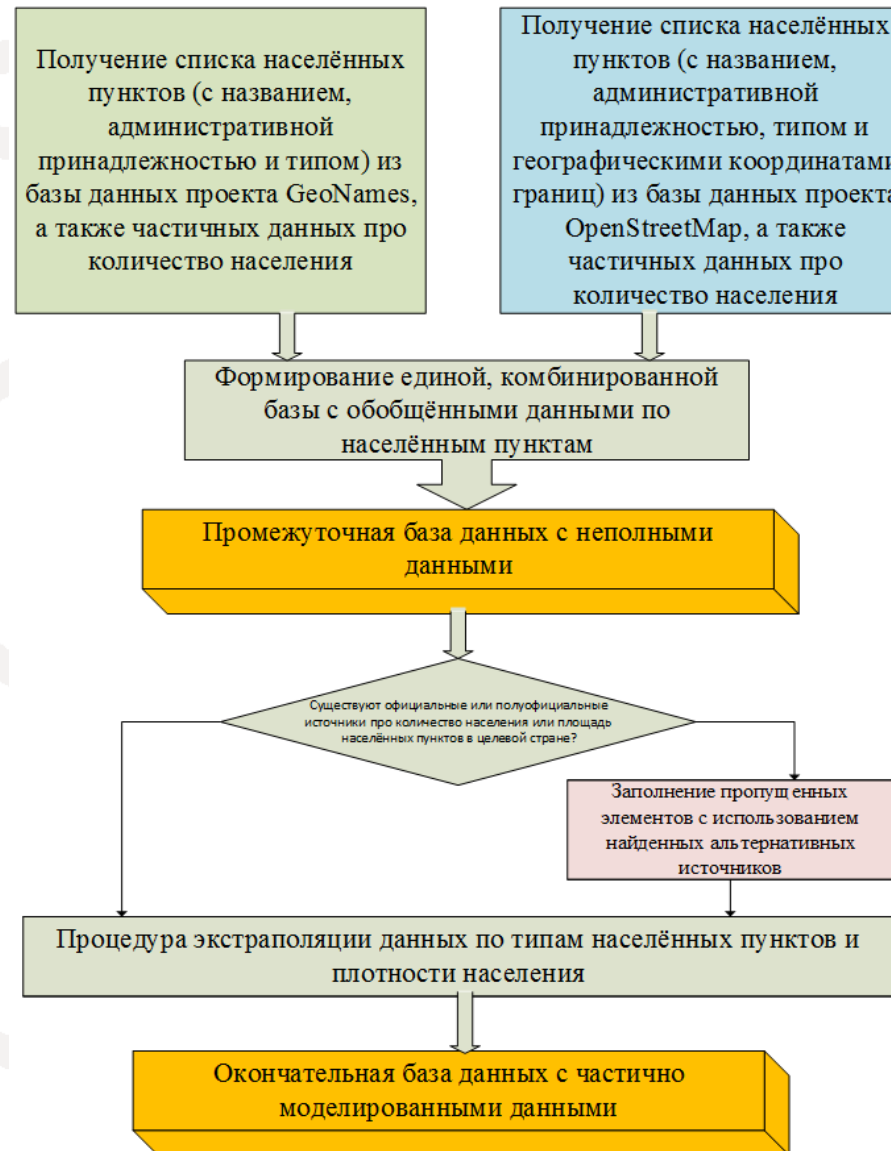 Получение списка населённых
пунктов (с названием,
административной
принадлежностью и типом) из
базы данных проекта GeoNames,
а также частичных данных про
количество населения
Получение списка населённых
пунктов (с названием,
административной
принадлежностью, типом и
географическими координатами
границ) из базы данных проекта
OpenStreetMap, а также
частичных данных про
количество населения
Формирование единой, комбинированной
базы с обобщёнными данными по
населённым пунктам
Промежуточная база данных с неполными
данными
Существуют официальные или полуофициальные
источники про количество населения или площадь
населённых пунктов в целевой стране?
Заполнение пропущенных
элементов с использованием
найденных альтернативных
источников
Процедура экстраполяции данных по типам населённых пунктов и
плотности населения
Окончательная база данных с частично
моделированными данными